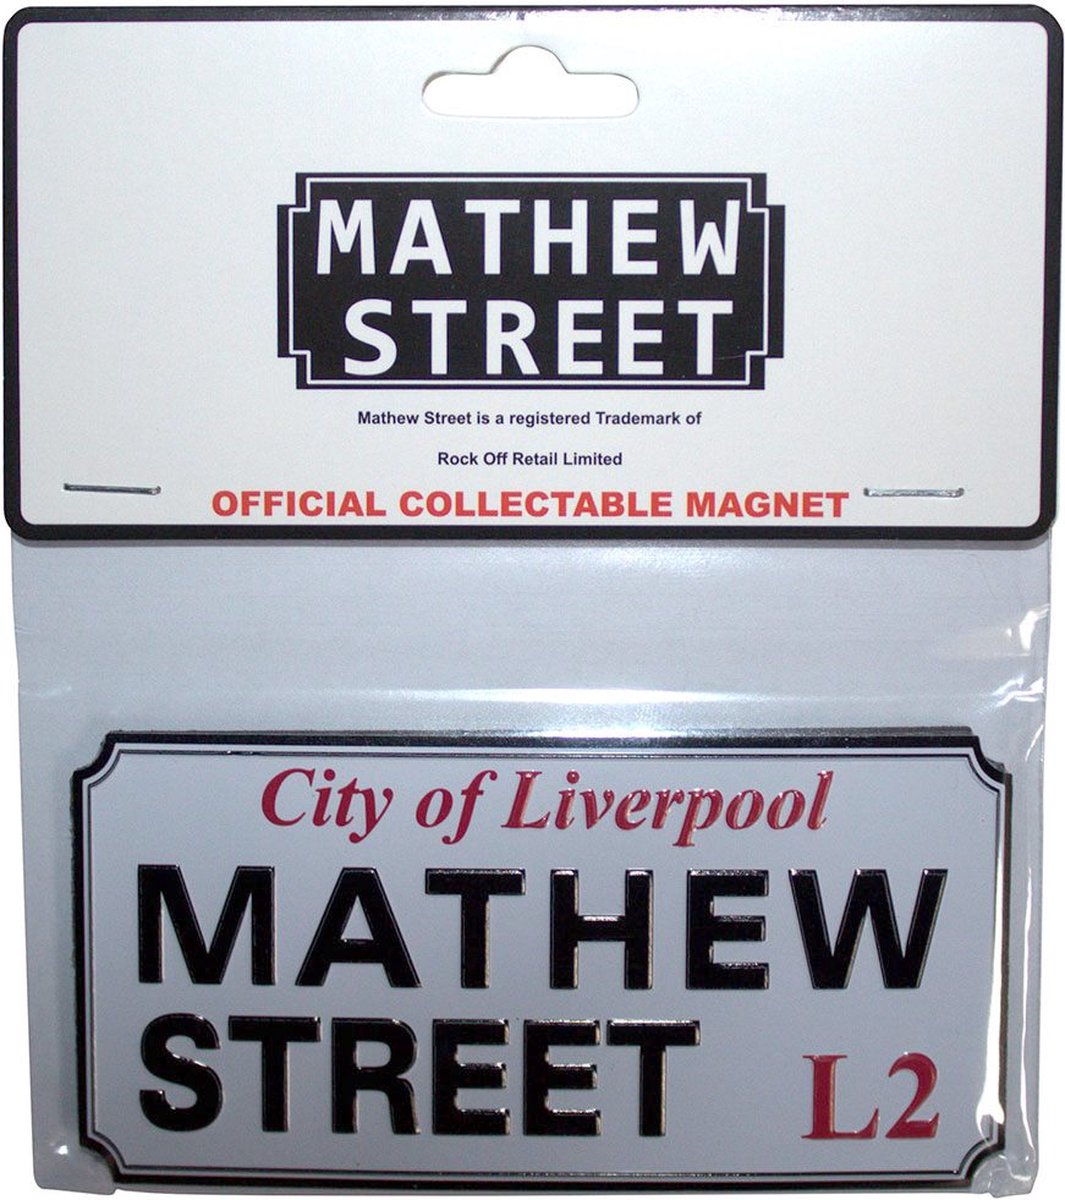 MATHEW
STREET
Mathew Street is a registered Trademark of
Rock Off Retail Limited
OFFICIAL COLLECTABLE MAGNET
City of Liverpool
MATHEW
STREET
L2